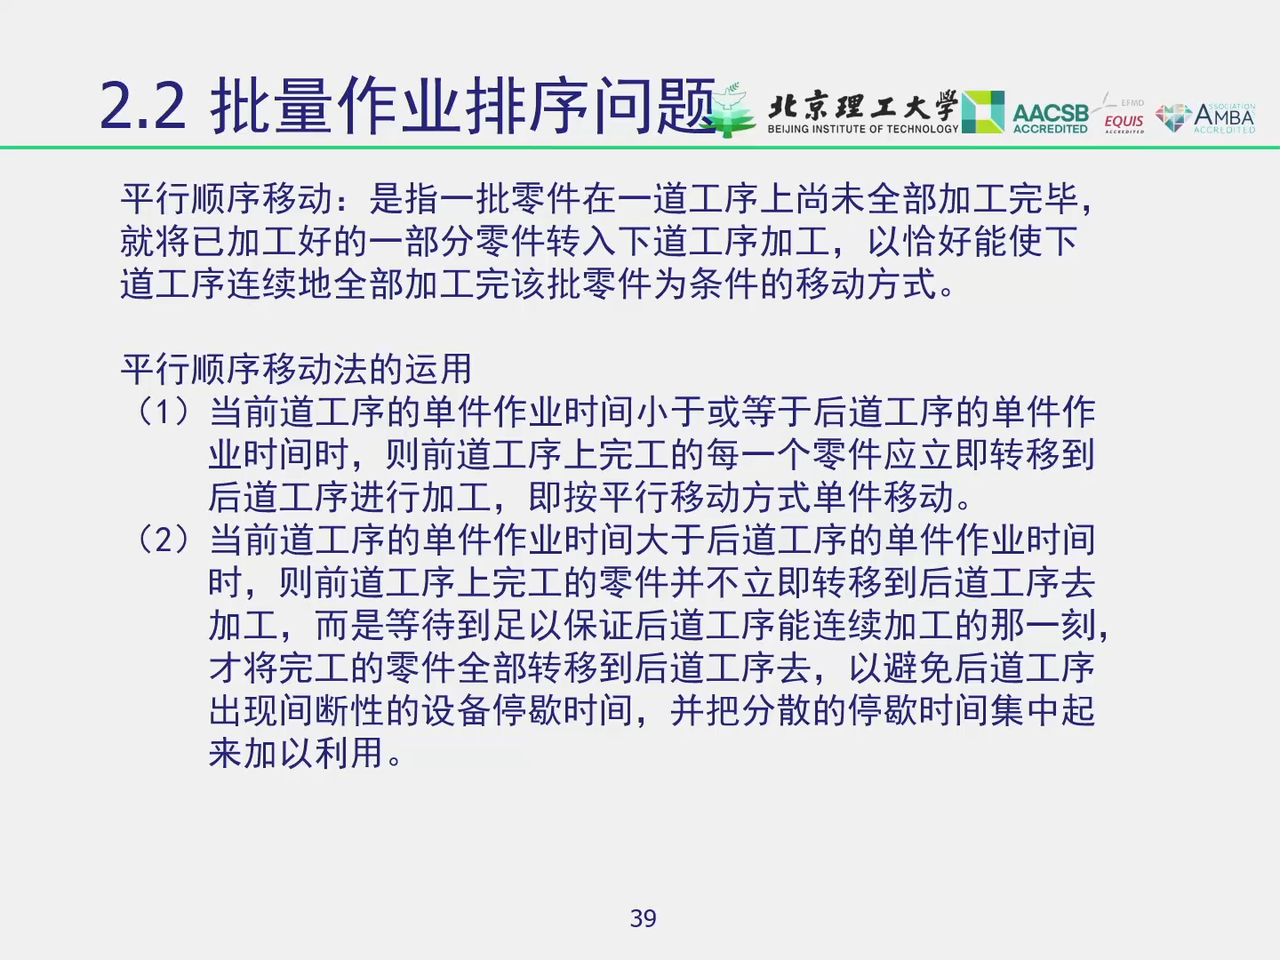 2.2 批量作业排序问题
北京理工大学
BEIJING INSTITUTE OF TECHNOLOGY
AACSB
ACCREDITED
EFMD
EQUIS
ACCREDITED
ASSOCIATION
AMBA
ACCREDITED
平行顺序移动：是指一批零件在一道工序上尚未全部加工完毕，
就将已加工好的一部分零件转入下道工序加工，以恰好能使下
道工序连续地全部加工完该批零件为条件的移动方式。
平行顺序移动法的运用
（1）当前道工序的单件作业时间小于或等于后道工序的单件作
业时间时，则前道工序上完工的每一个零件应立即转移到
后道工序进行加工，即按平行移动方式单件移动。
（2）当前道工序的单件作业时间大于后道工序的单件作业时间
时，则前道工序上完工的零件并不立即转移到后道工序去
加工，而是等待到足以保证后道工序能连续加工的那一刻，
才将完工的零件全部转移到后道工序去，以避免后道工序
出现间断性的设备停歇时间，并把分散的停歇时间集中起
来加以利用。
39